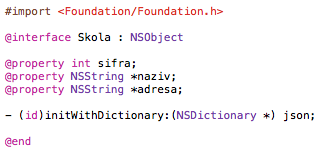 #import <Foundation/Foundation.h>
@interface Skola : NSObject
@property int sifra;
@property NSString *naziv;
@property NSString *adresa;
- (id)initWithDictionary:(NSDictionary *) json;
@end